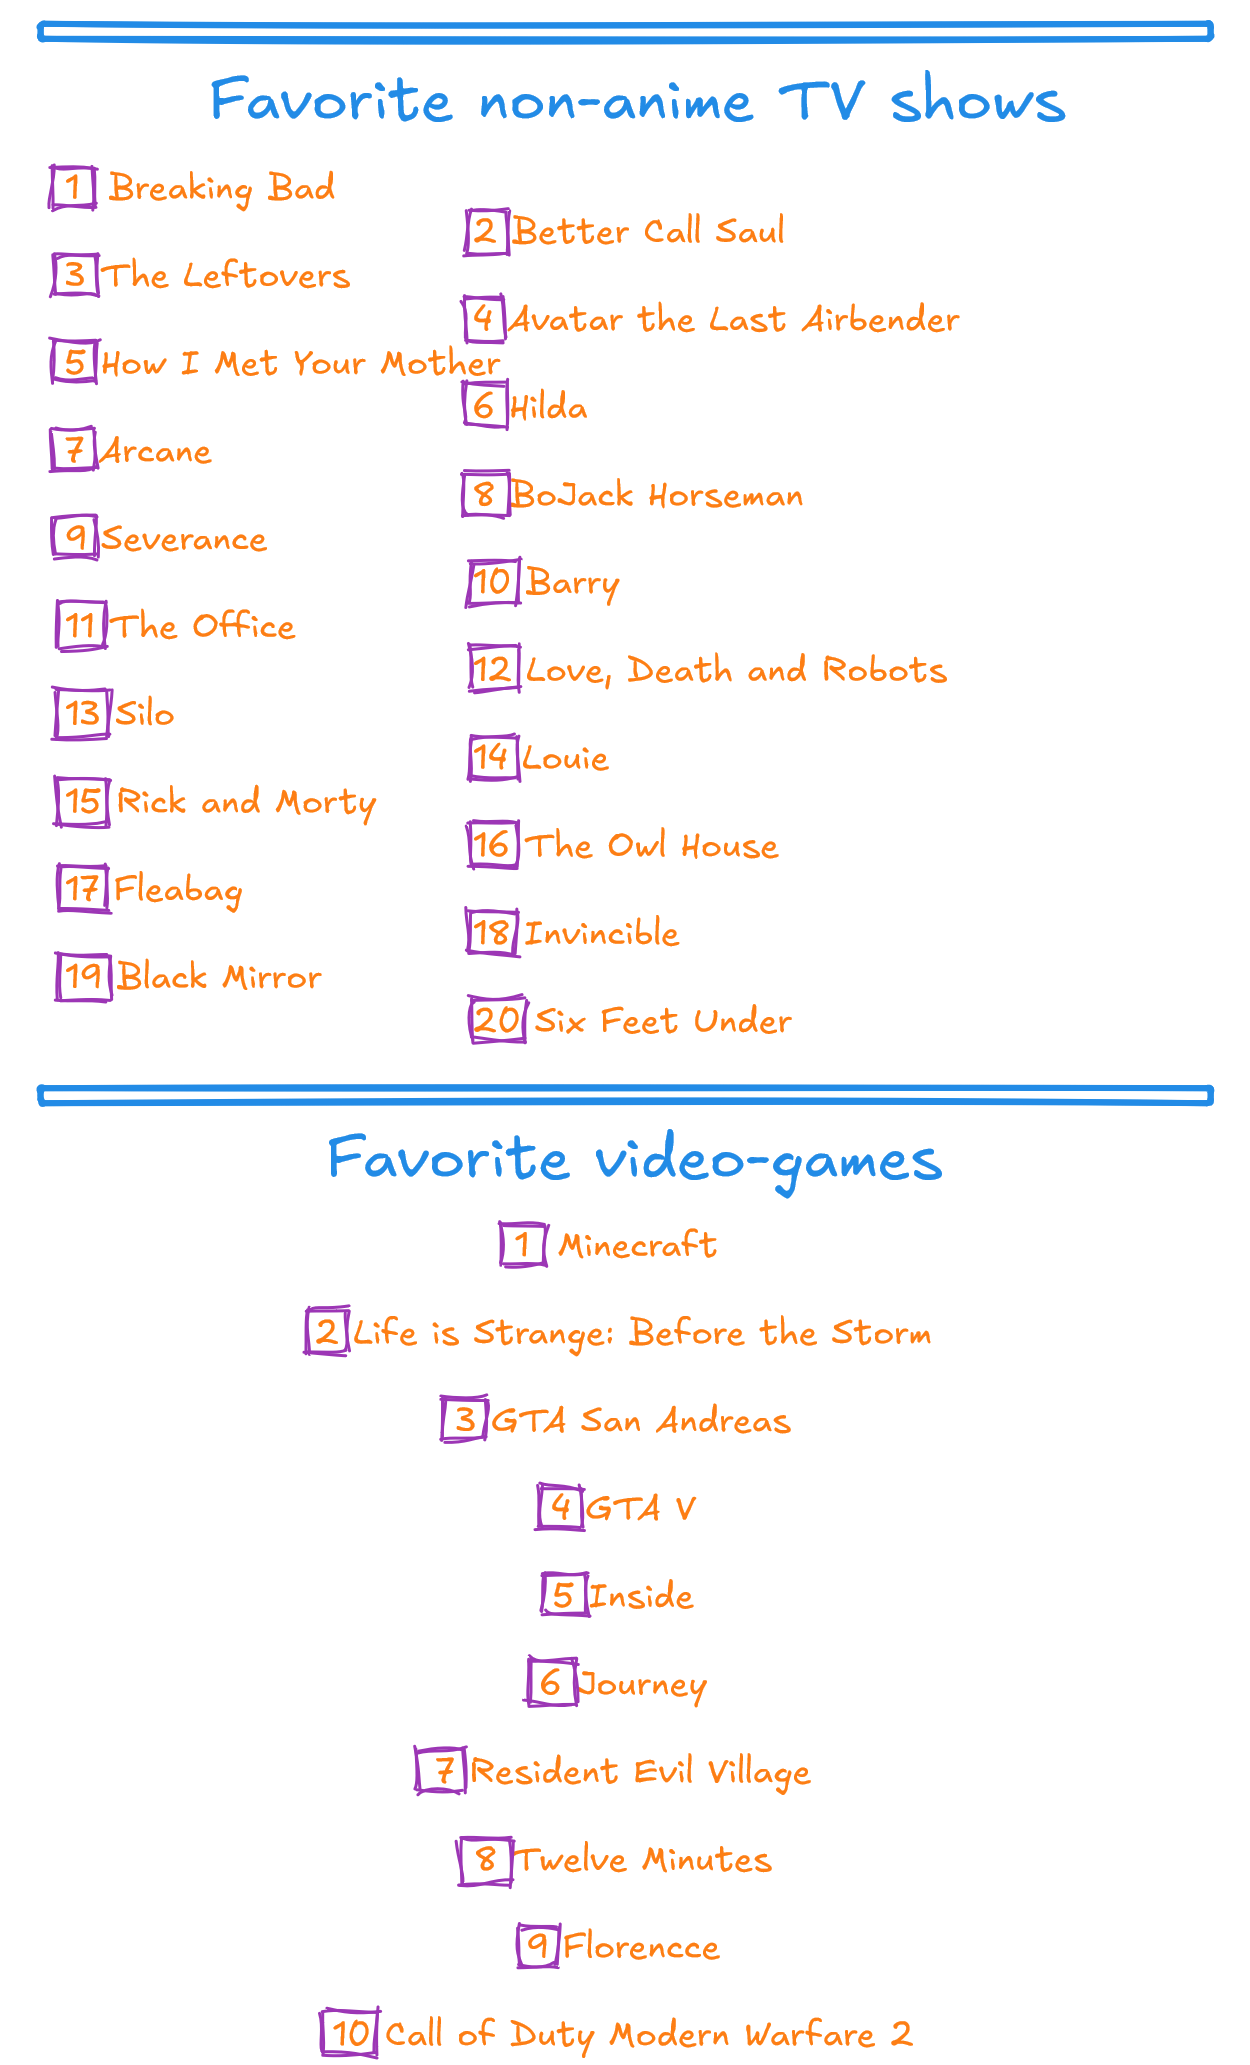 Favorite non-anime TV shows
1 Breaking Bad
2 Better Call Saul
3 The Leftovers
4 Avatar the Last Airbender
5 How I Met Your Mother
6 Hilda
7 Arcane
8 BoJack Horseman
9 Severance
10 Barry
11 The Office
12 Love, Death and Robots
13 Silo
14 Louie
15 Rick and Morty
16 The Owl House
17 Fleabag
18 Invincible
19 Black Mirror
20 Six Feet Under
Favorite video-games
1 Minecraft
2 Life is Strange: Before the Storm
3 GTA San Andreas
4 GTA V
5 Inside
6 Journey
7 Resident Evil Village
8 Twelve Minutes
9 Florencce
10 Call of Duty Modern Warfare 2